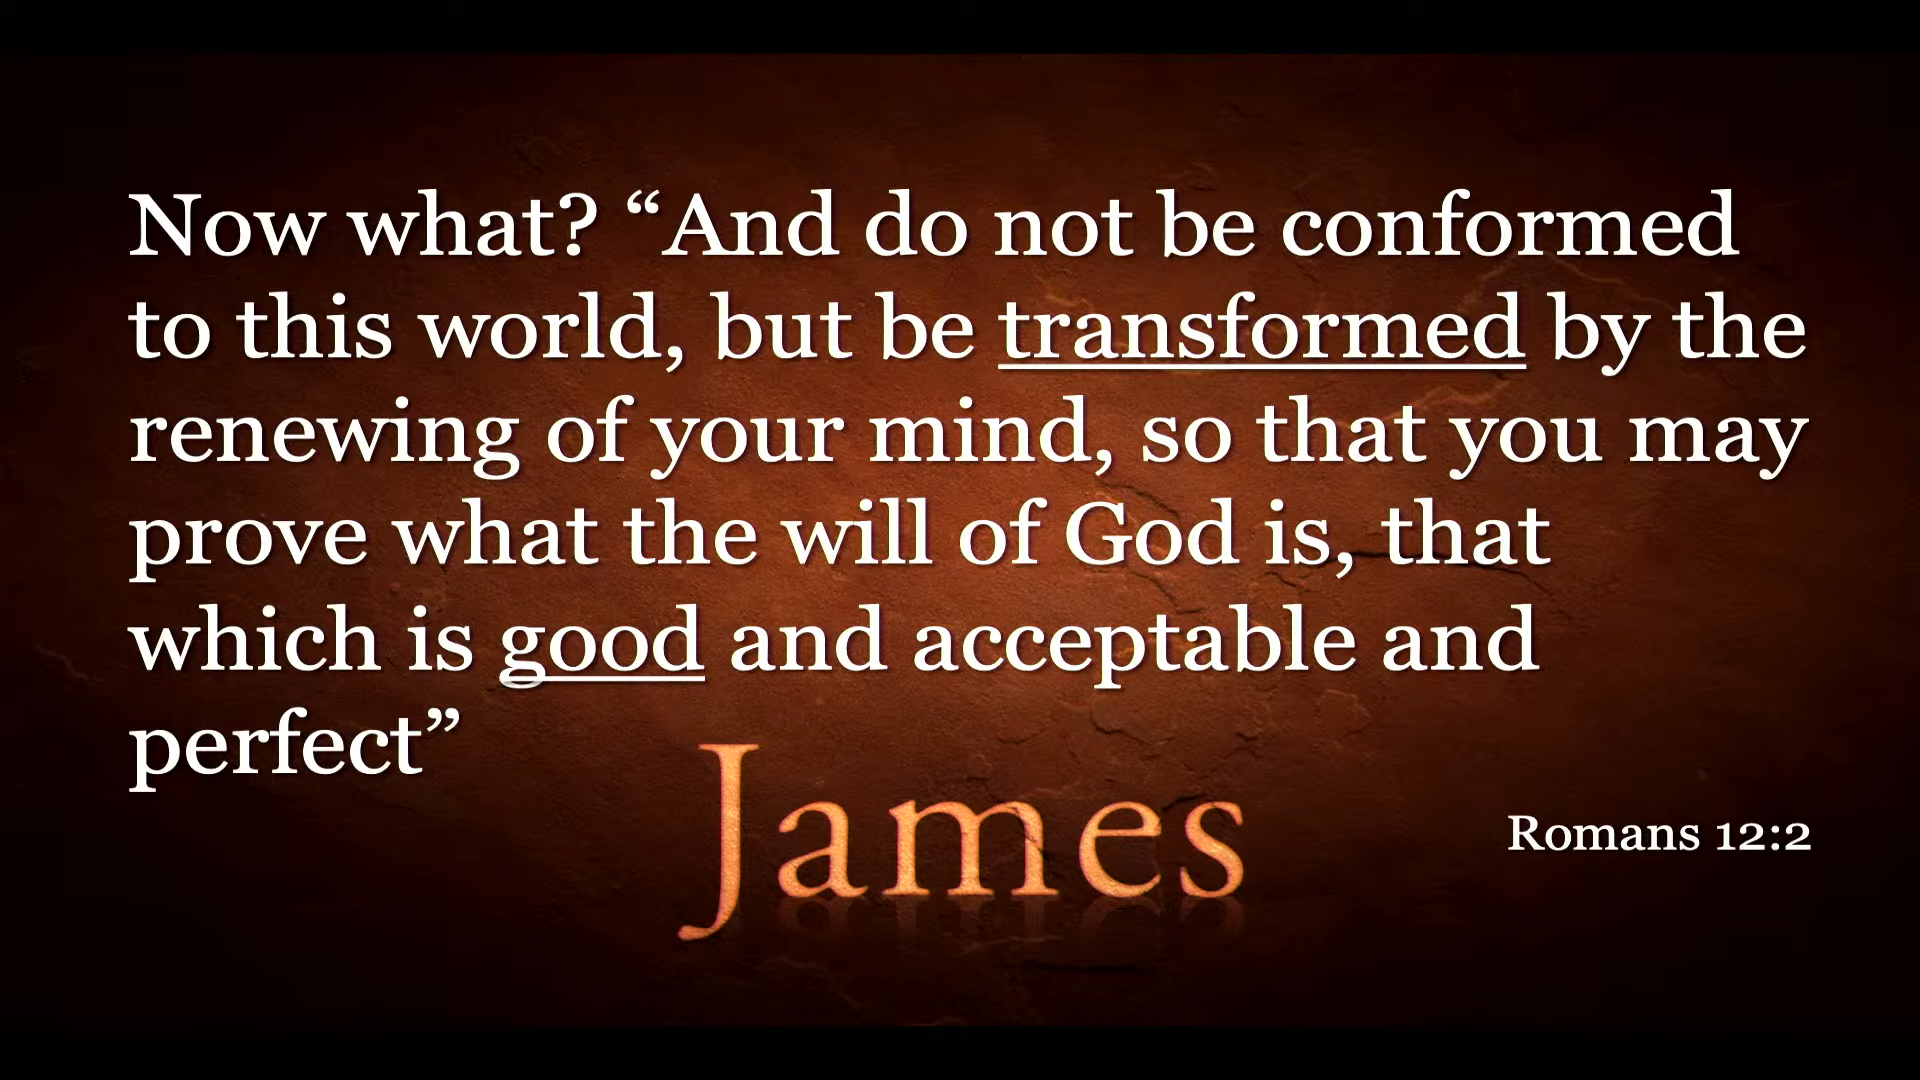 Now what? “And do not be conformed
to this world, but be transformed by the
renewing of your mind, so that you may
prove what the will of God is, that
which is good and acceptable and
perfect”
James
Romans 12:2